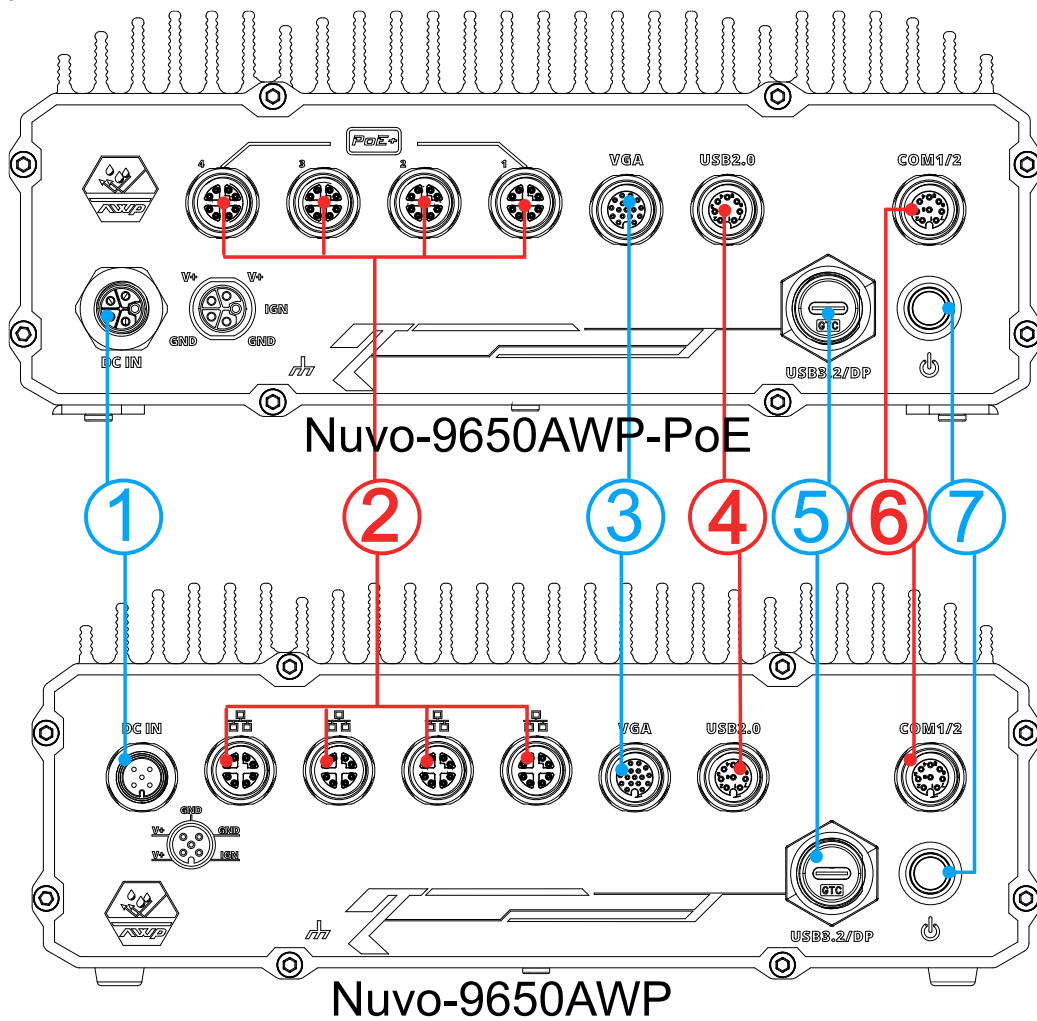 PoE+
4 3 2 1
VGA
USB2.0
COM1/2
AWP
V+ V+
IGN
GND GND
DC IN
GTC
USB3.2/DP
Nuvo-9650AWP-PoE
1 2 3 4 5 6 7
DC IN
VGA
USB2.0
COM1/2
GND
V+ GND
V+ IGN
AWP
GTC
USB3.2/DP
Nuvo-9650AWP